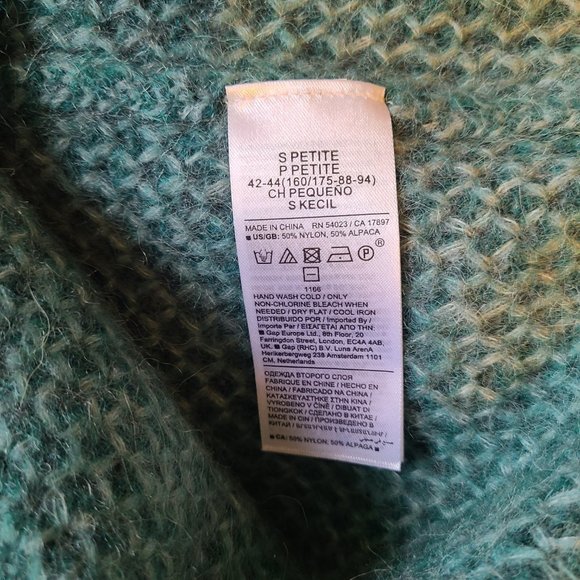 S PETITE
P PETITE
42-44(160/175-88-94)
CH PEQUEÑO
S KECIL
MADE IN CHINA RN 54023 / CA 17897
■ US/GB: 50% NYLON, 50% ALPACA
®
P
1166
HAND WASH COLD / ONLY
NON-CHLORINE BLEACH WHEN
NEEDED / DRY FLAT / COOL IRON
DISTRIBUIDO POR / Imported By /
Importe Par / ΕΙΣΑΓΕΤΑΙ ΑΠΟ ΤΗΝ:
■ Gap Europe Ltd., 8th Floor, 20
Farringdon Street, London, EC4A 4AB,
UK. ■ Gap (RHC) B.V. Luna ArenA
Herikerbergweg 238 Amsterdam 1101
CM, Netherlands
ОДЕЖДА ВТОРОГО СЛОЯ
FABRIQUE EN CHINE / HECHO EN
CHINA / FABRICADO NA CHINA /
ΚΑΤΑΣΚΕΥΑΣΤΗΚΕ ΣΤΗΝ ΚΙΝΑ /
VYROBENO V ČÍNĚ / DIBUAT DI
TIONGKOK / СДЕЛАНО В КИТАЕ /
MADE IN CIN / ПРОИЗВЕДЕНО В
КИТАЙ /
■ CA: 50% NYLON, 50% ALPAGA ■